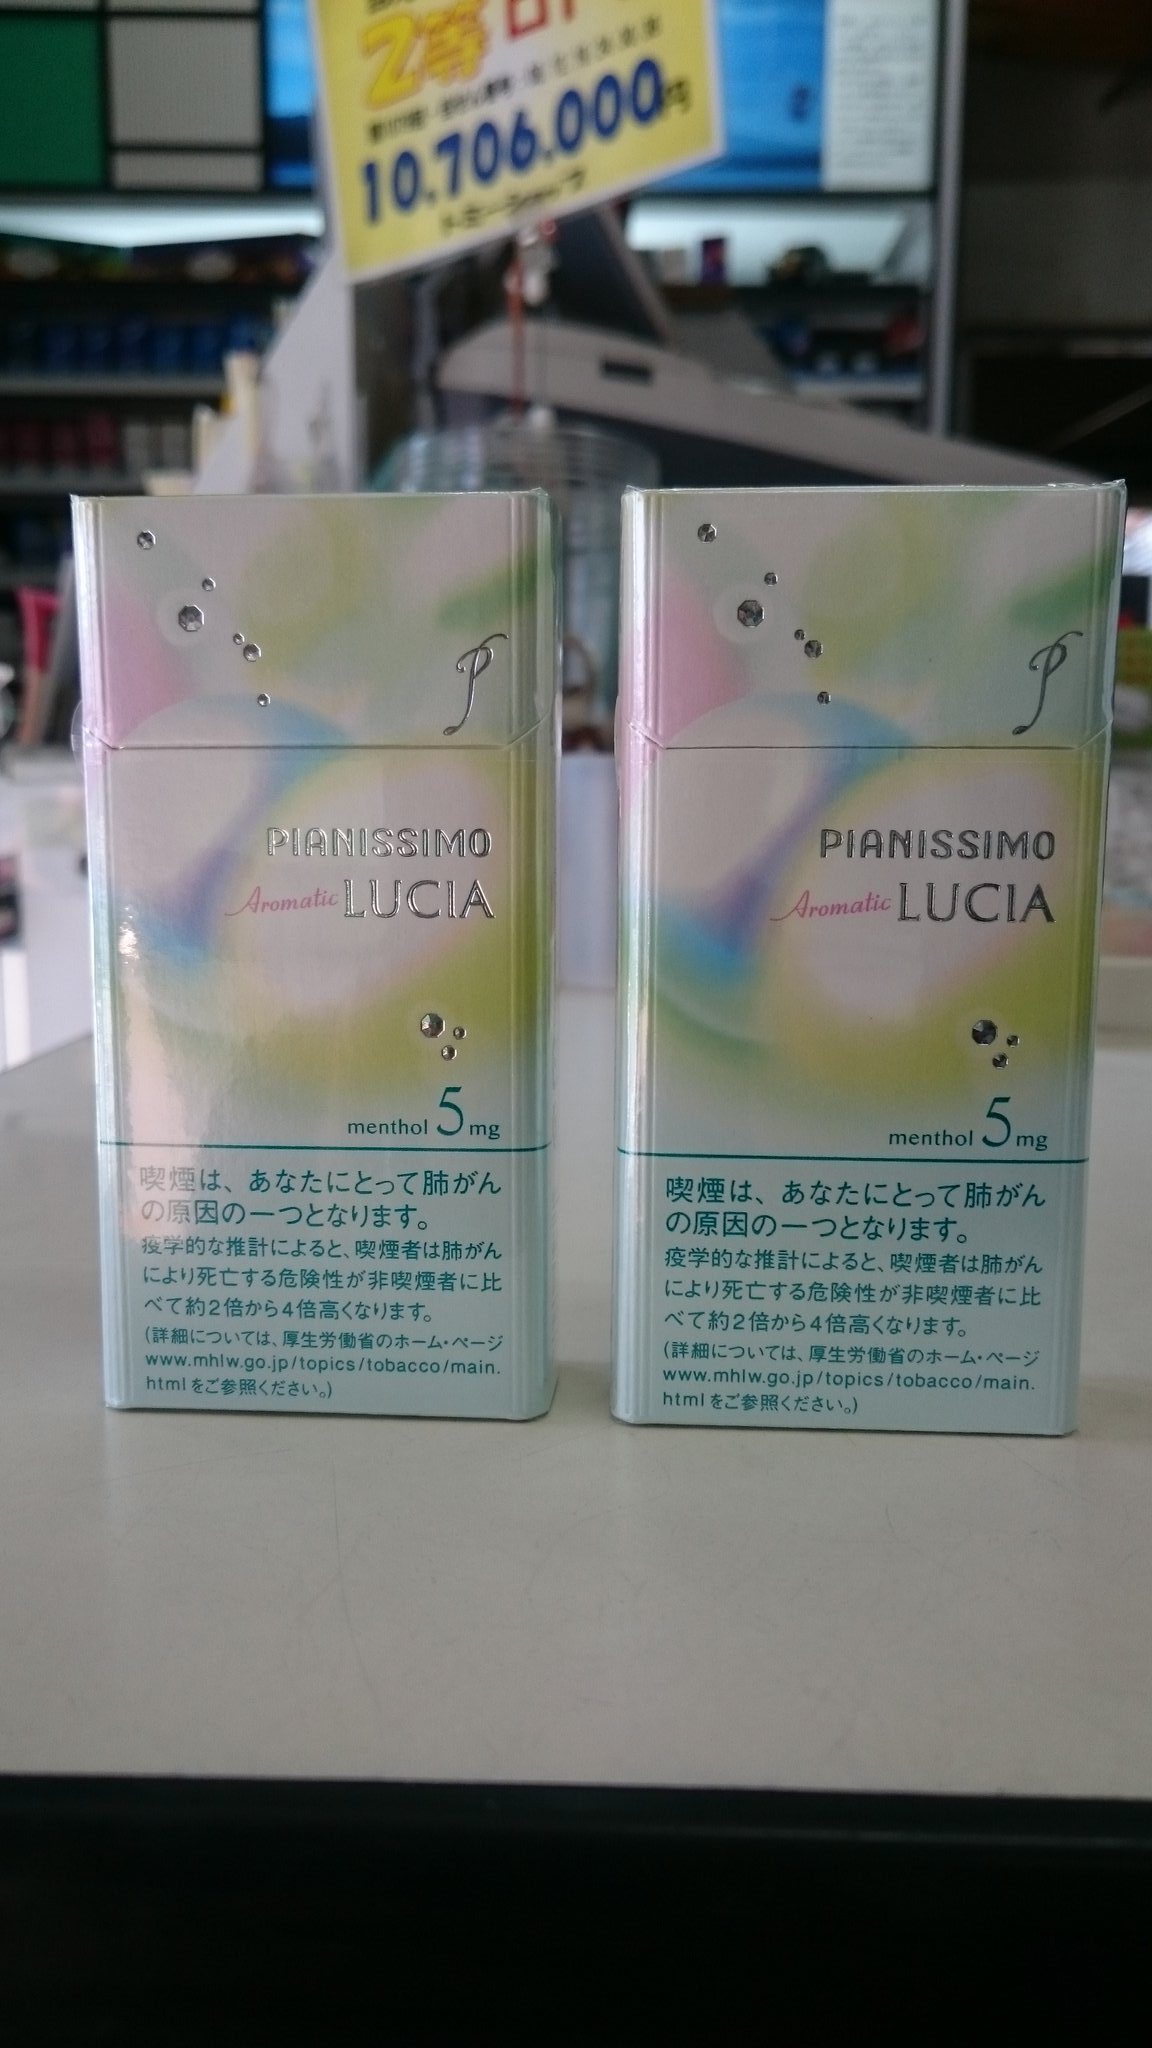 2等
10.706.000円
P
PIANISSIMO
Aromatic LUCIA
menthol 5mg
喫煙は、あなたにとって肺がん
の原因の一つとなります。
疫学的な推計によると、喫煙者は肺がん
により死亡する危険性が非喫煙者に比
べて約2倍から4倍高くなります。
(詳細については、厚生労働省のホーム・ページ
www.mhlw.go.jp/topics/tobacco/main.
htmlをご参照ください。)
P
PIANISSIMO
Aromatic LUCIA
menthol 5mg
喫煙は、あなたにとって肺がん
の原因の一つとなります。
疫学的な推計によると、喫煙者は肺がん
により死亡する危険性が非喫煙者に比
べて約2倍から4倍高くなります。
(詳細については、厚生労働省のホーム・ページ
www.mhlw.go.jp/topics/tobacco/main.
htmlをご参照ください。)